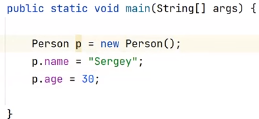 public static void main(String[] args) {
Person p = new Person();
p.name = "Sergey";
p.age = 30;
}